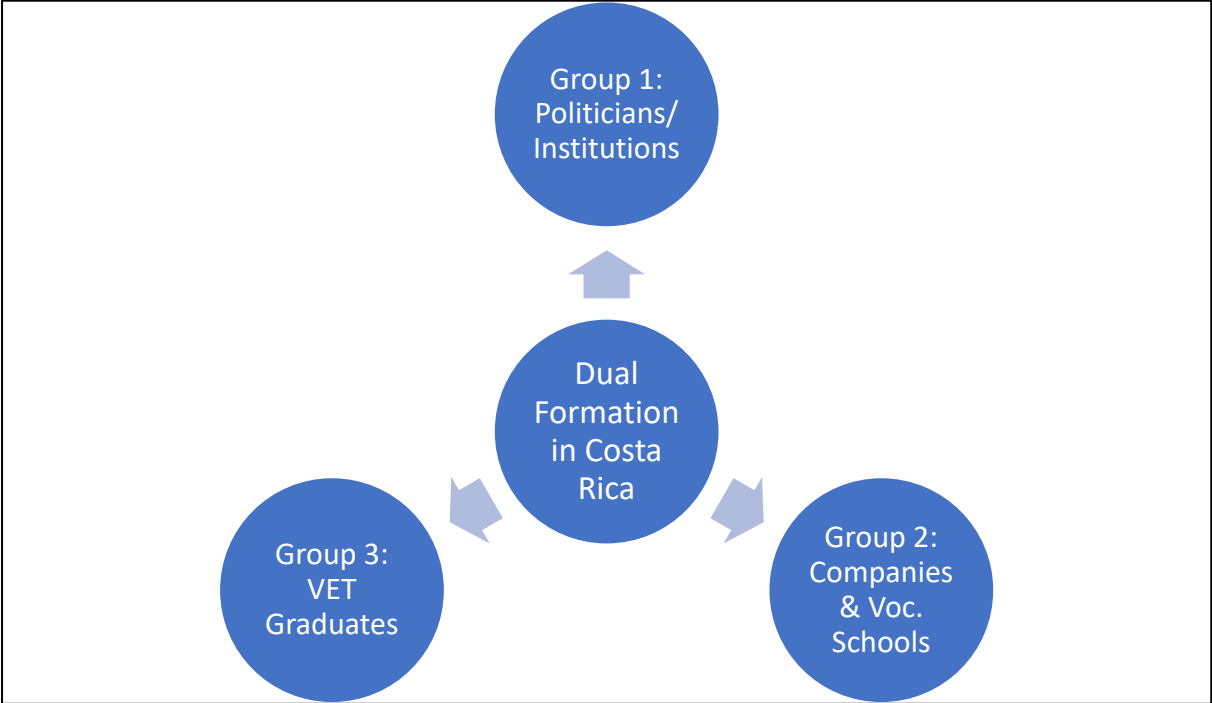 Group 1:
Politicians/
Institutions
Dual
Formation
in Costa
Rica
Group 3:
VET
Graduates
Group 2:
Companies
& Voc.
Schools